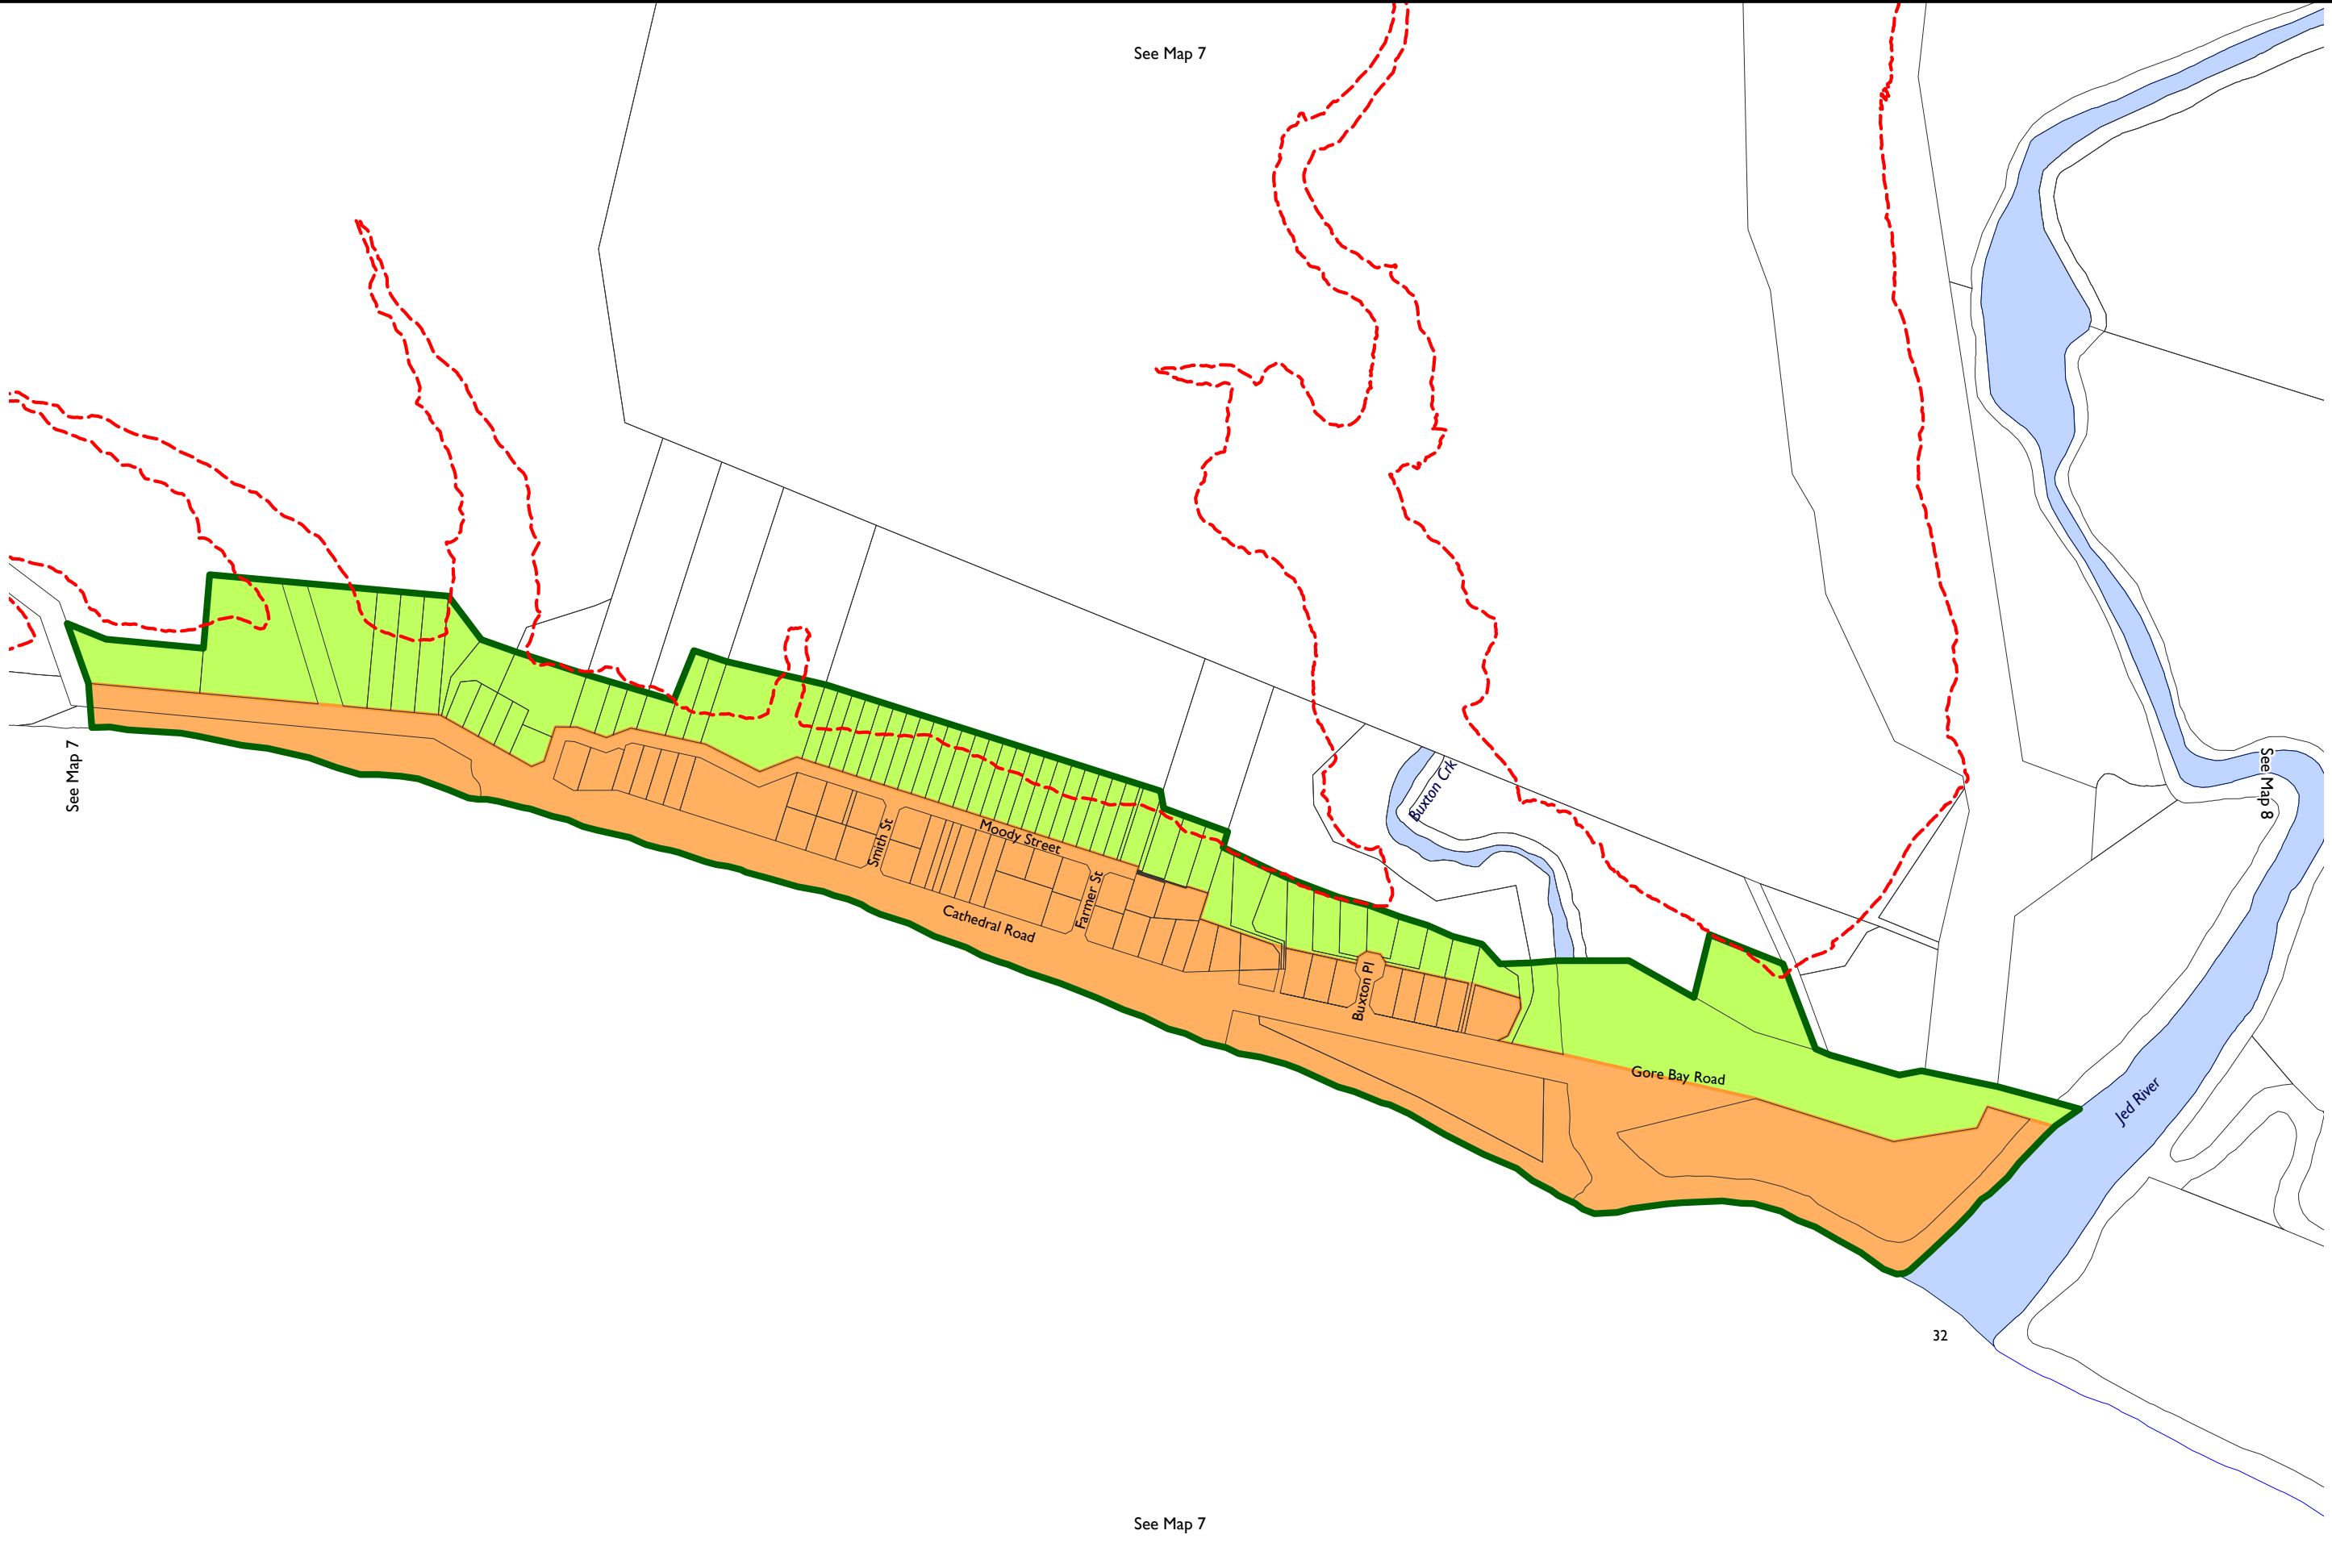 See Map 7
Buxton Crk
See Map 7
See Map 8
Moody Street
Smith St
Farmer St
Cathedral Road
Buxton Pl
Gore Bay Road
Jed River
32
See Map 7